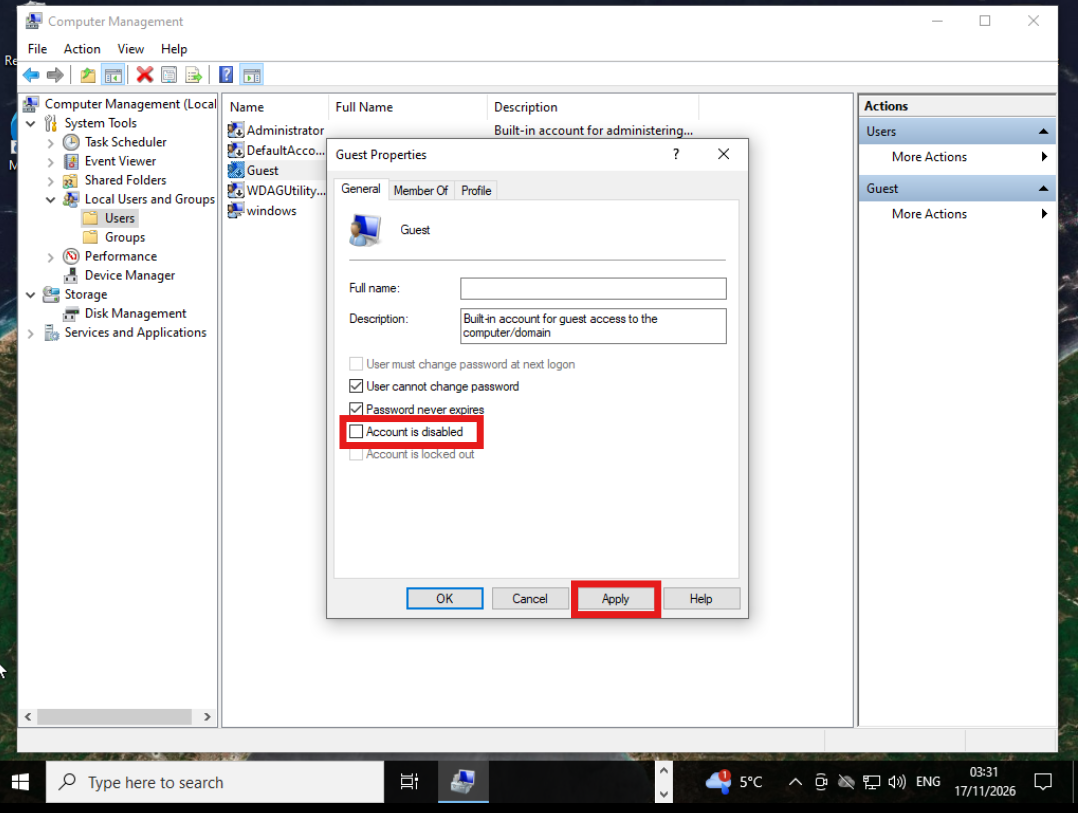 Computer Management
File Action View Help
Re
M
Computer Management (Local
System Tools
Task Scheduler
Event Viewer
Shared Folders
Local Users and Groups
Users
Groups
Performance
Device Manager
Storage
Disk Management
Services and Applications
Name Full Name Description
Administrator Built-in account for administering...
DefaultAcco...
Guest
WDAGUtility...
windows
Guest Properties
?
General Member Of Profile
Guest
Full name:
Description: Built-in account for guest access to the
computer/domain
User must change password at next logon
User cannot change password
Password never expires
Account is disabled
Account is locked out
OK Cancel Apply Help
Actions
Users
More Actions
Guest
More Actions
Type here to search
1
5°C
ENG
03:31
17/11/2026